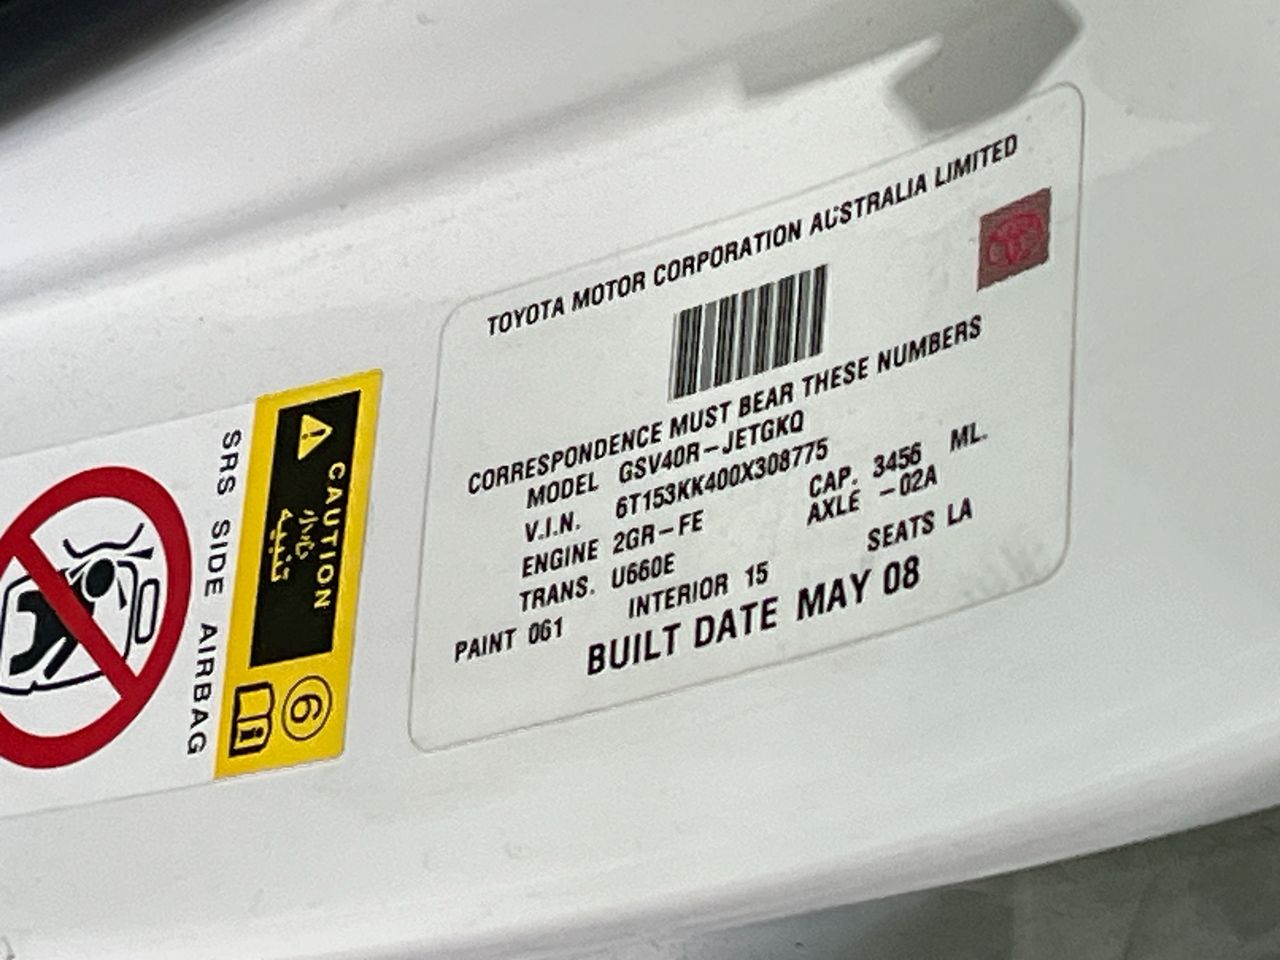 TOYOTA MOTOR CORPORATION AUSTRALIA LIMITED
CORRESPONDENCE MUST BEAR THESE NUMBERS
MODEL GSV40R-JETGKQ
V.I.N. 6T153KK400X308775
ENGINE 2GR-FE CAP. 3456 ML.
TRANS. U660E AXLE -02A
PAINT 061 INTERIOR 15 SEATS LA
BUILT DATE MAY 08
CAUTION
تنبيه
6
i
SRS SIDE AIRBAG